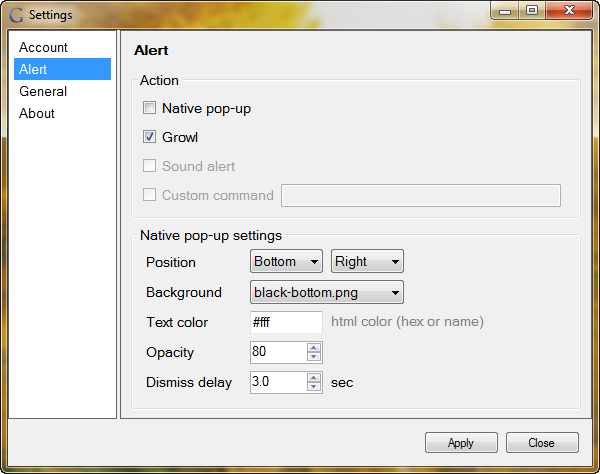 Settings
Account
Alert
General
About
Alert
Action
Native pop-up
Growl
Sound alert
Custom command
Native pop-up settings
Position Bottom Right
Background black-bottom.png
Text color #fff html color (hex or name)
Opacity 80
Dismiss delay 3.0 sec
Apply Close